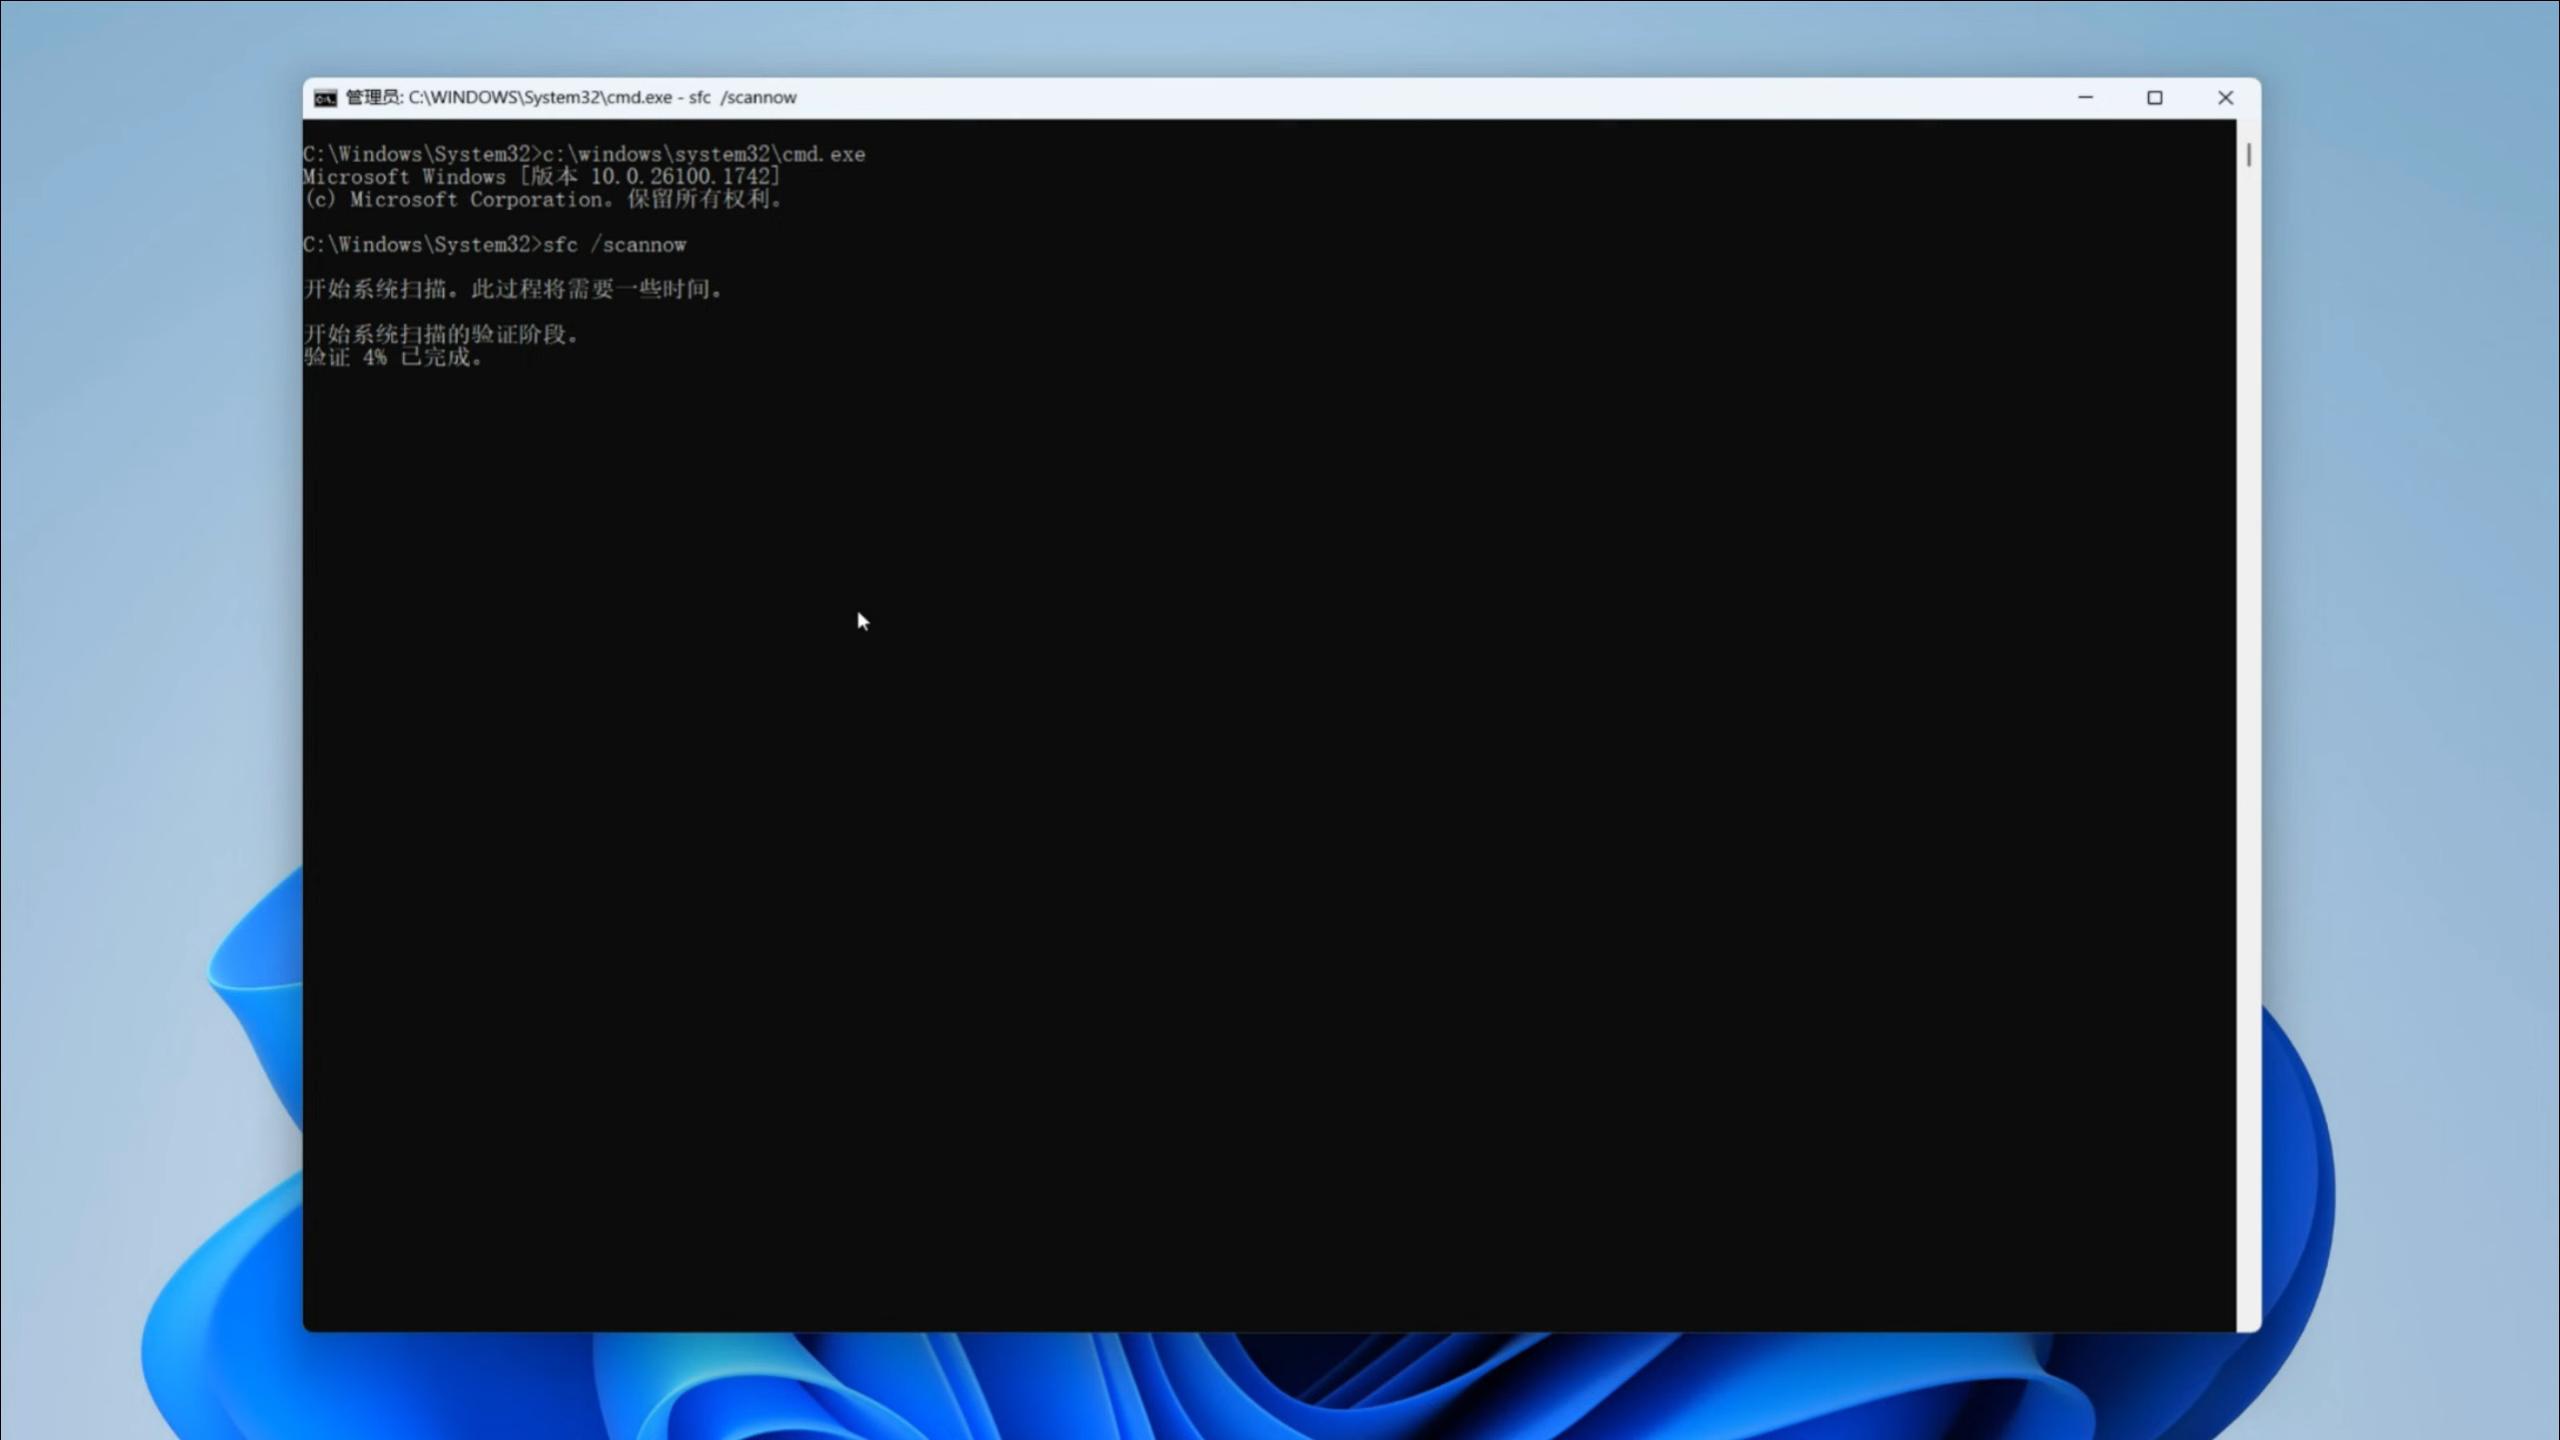 管理员: C:\WINDOWS\System32\cmd.exe - sfc  /scannow
C:\Windows\System32>c:\windows\system32\cmd.exe
Microsoft Windows [版本 10.0.26100.1742]
(c) Microsoft Corporation。保留所有权利。
C:\Windows\System32>sfc /scannow
开始系统扫描。此过程将需要一些时间。
开始系统扫描的验证阶段。
验证 4% 已完成。